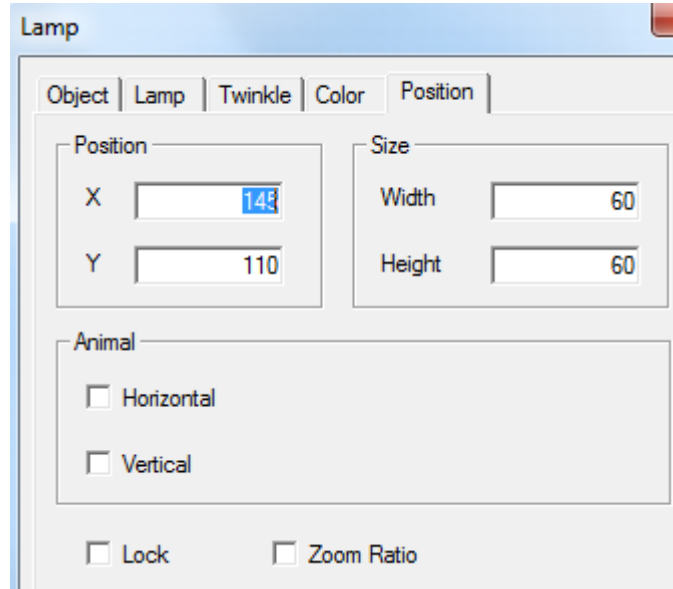 Lamp
Object Lamp Twinkle Color Position
Position
X 145
Y 110
Size
Width 60
Height 60
Animal
Horizontal
Vertical
Lock Zoom Ratio